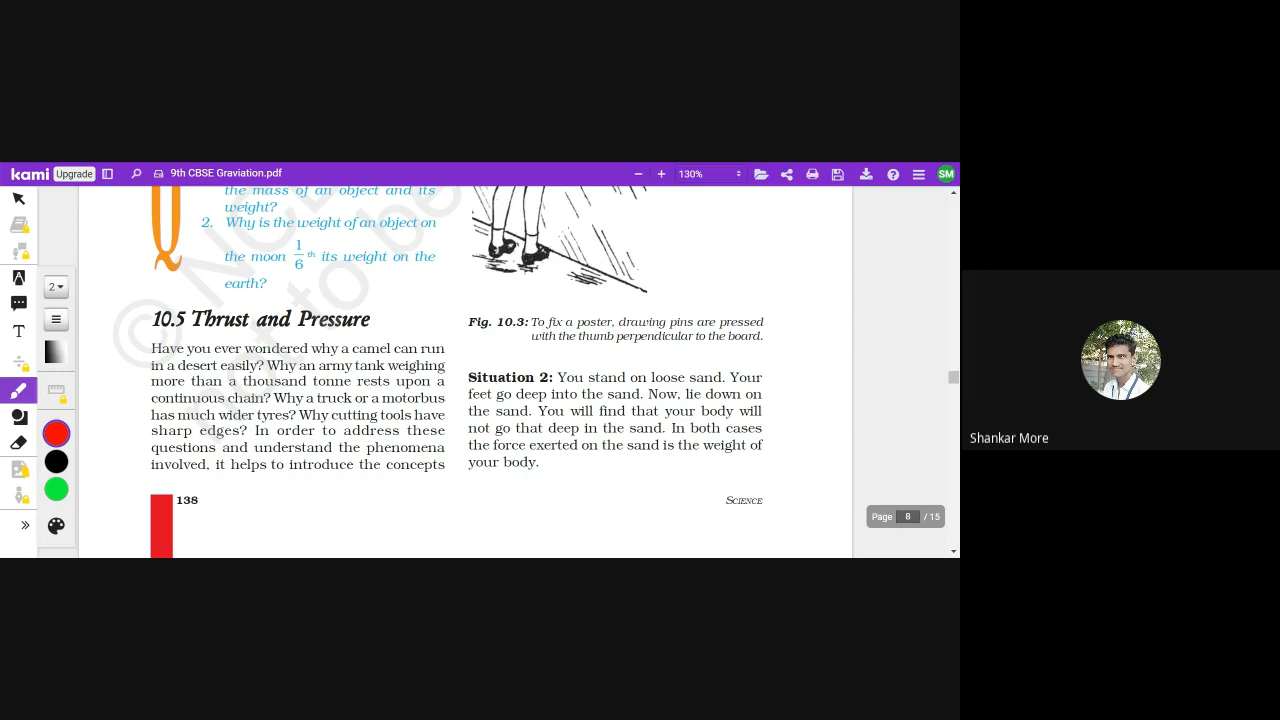 kami Upgrade 9th CBSE Graviation.pdf 130% SM
the mass of an object and its
weight?
2. Why is the weight of an object on
the moon 1/6 th its weight on the
earth?
10.5 Thrust and Pressure
Have you ever wondered why a camel can run
in a desert easily? Why an army tank weighing
more than a thousand tonne rests upon a
continuous chain? Why a truck or a motorbus
has much wider tyres? Why cutting tools have
sharp edges? In order to address these
questions and understand the phenomena
involved, it helps to introduce the concepts
138
Fig. 10.3: To fix a poster, drawing pins are pressed
with the thumb perpendicular to the board.
Situation 2: You stand on loose sand. Your
feet go deep into the sand. Now, lie down on
the sand. You will find that your body will
not go that deep in the sand. In both cases
the force exerted on the sand is the weight of
your body.
SCIENCE
Page 8 / 15
2
T
Q
Shankar More